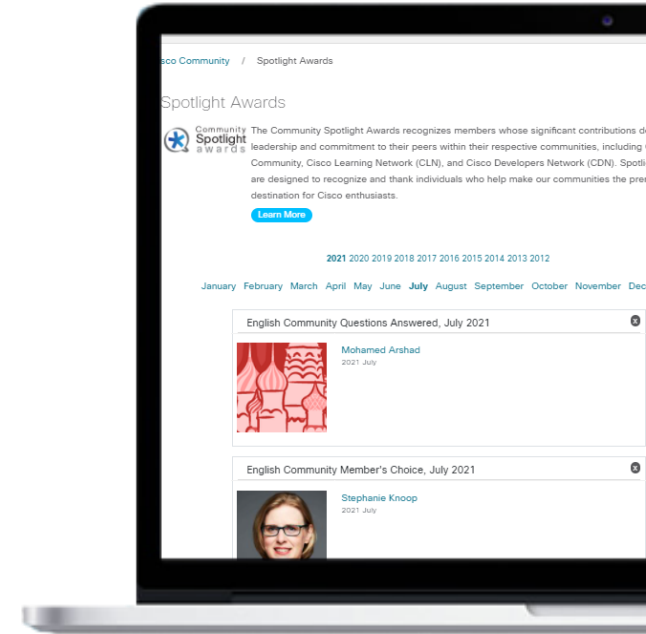 sco Community / Spotlight Awards
Spotlight Awards
Community
Spotlight
awards
The Community Spotlight Awards recognizes members whose significant contributions de
leadership and commitment to their peers within their respective communities, including
Community, Cisco Learning Network (CLN), and Cisco Developers Network (CDN). Spotli
are designed to recognize and thank individuals who help make our communities the prer
destination for Cisco enthusiasts.
Learn More
2021 2020 2019 2018 2017 2016 2015 2014 2013 2012
January February March April May June July August September October November Dec
English Community Questions Answered, July 2021
x
Mohamed Arshad
2021 July
English Community Member's Choice, July 2021
x
Stephanie Knoop
2021 July